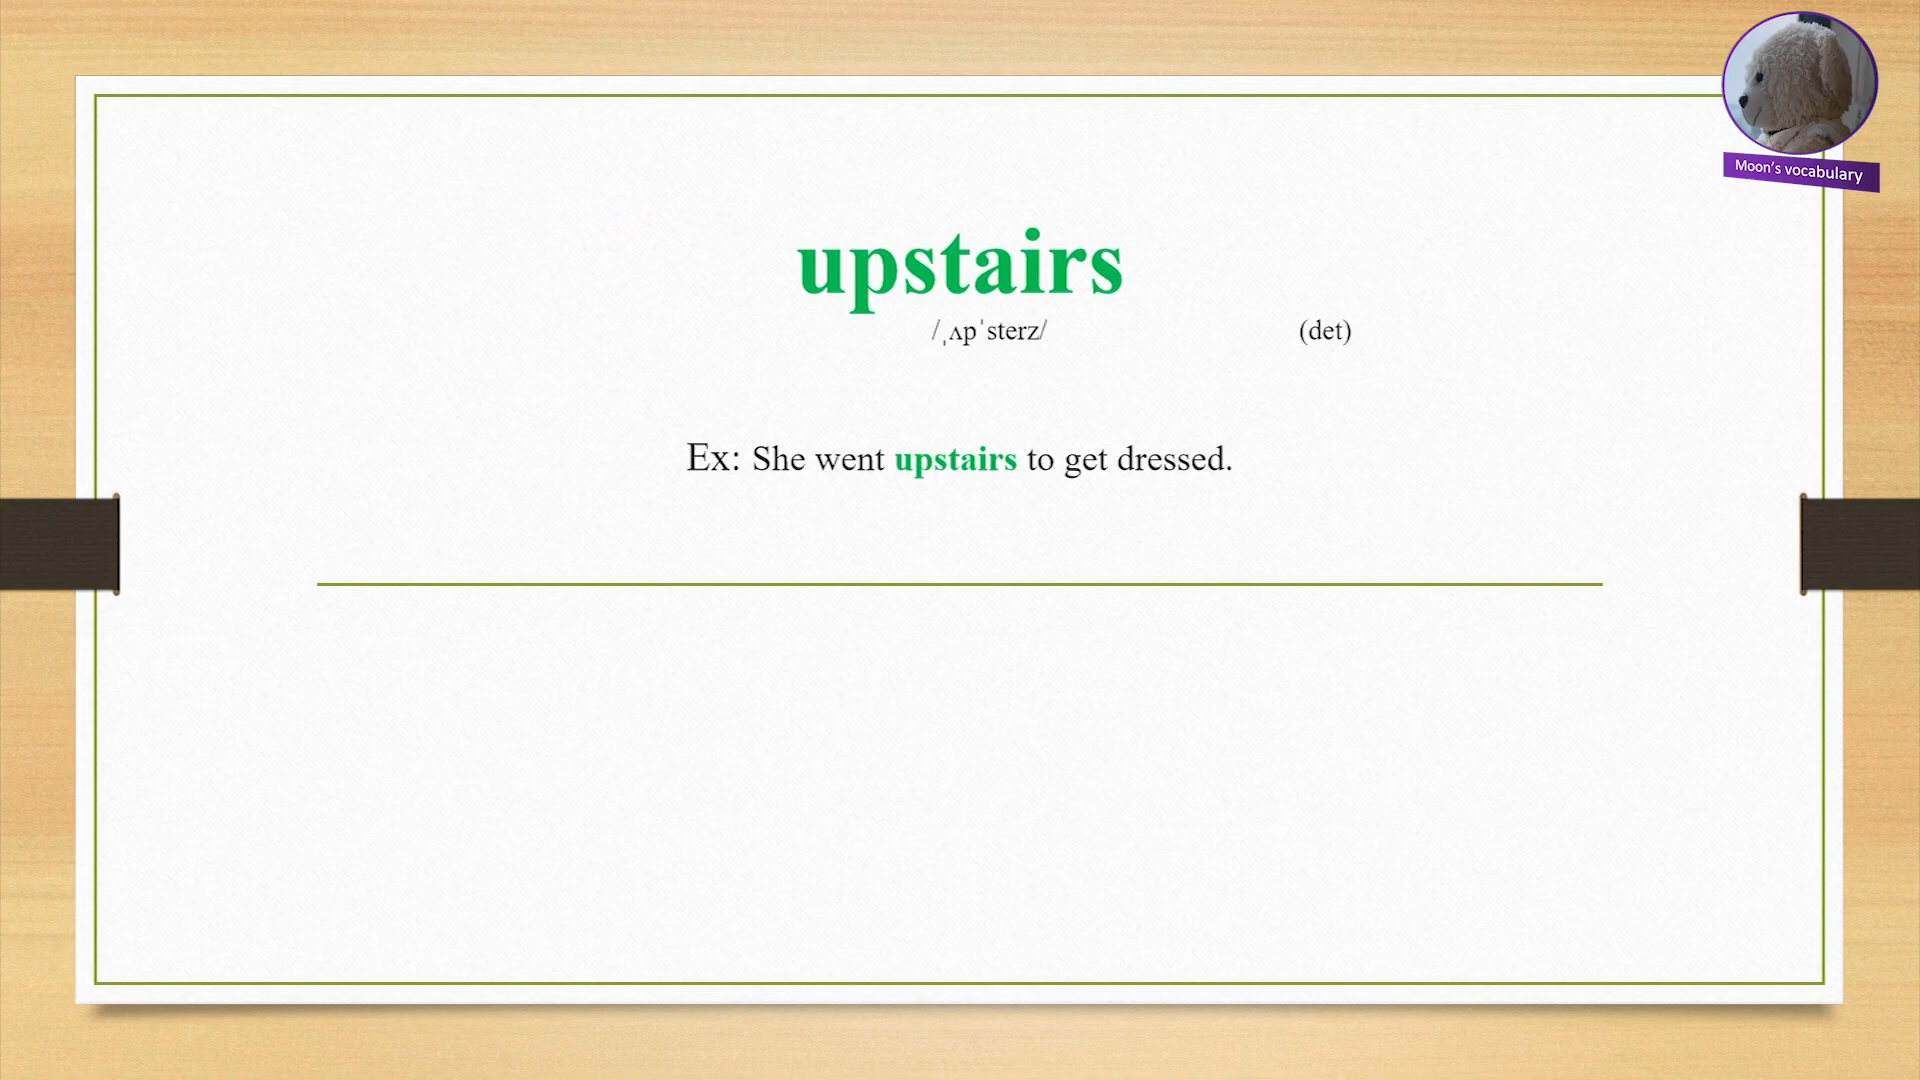 Moon's vocabulary
upstairs
/ˌʌpˈsterz/ (det)
Ex: She went upstairs to get dressed.